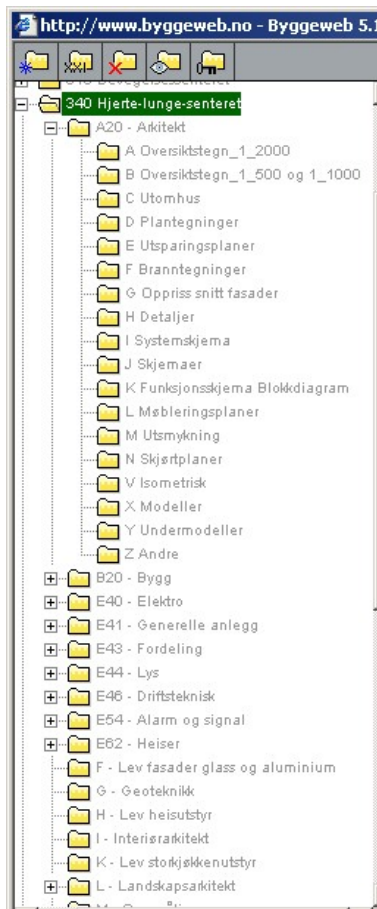 http://www.byggeweb.no - Byggeweb 5.1
340 Hjerte-lunge-senteret
A20 - Arkitekt
A Oversiktstegn_1_2000
B Oversiktstegn_1_500 og 1_1000
C Utomhus
D Plantegninger
E Utsparingsplaner
F Branntegninger
G Oppriss snitt fasader
H Detaljer
I Systemskjema
J Skjemaer
K Funksjonsskjema Blokkdiagram
L Møbleringsplaner
M Utsmykning
N Skjørtplaner
V Isometrisk
X Modeller
Y Undermodeller
Z Andre
B20 - Bygg
E40 - Elektro
E41 - Generelle anlegg
E43 - Fordeling
E44 - Lys
E46 - Driftsteknisk
E54 - Alarm og signal
E62 - Heiser
F - Lev fasader glass og aluminium
G - Geoteknikk
H - Lev heisutstyr
I - Interiørarkitekt
K - Lev storkjøkkenutstyr
L - Landskapsarkitekt